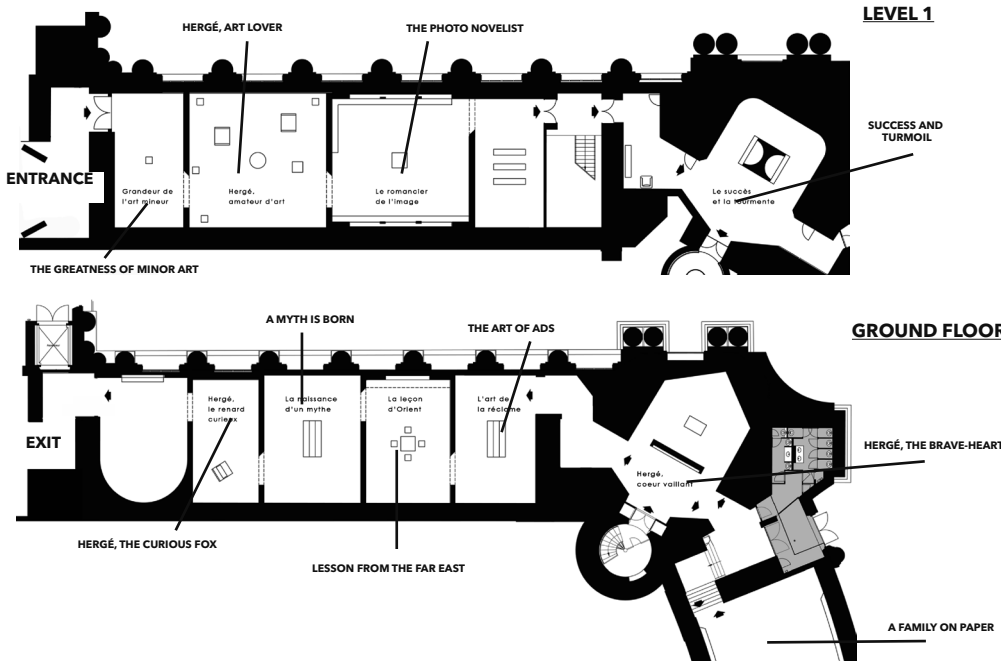 LEVEL 1
HERGÉ, ART LOVER
THE PHOTO NOVELIST
SUCCESS AND
TURMOIL
ENTRANCE
Grandeur de
l'art mineur
Hergé,
amateur d'art
Le romancier
de l'image
Le succès
et la tourmente
THE GREATNESS OF MINOR ART
A MYTH IS BORN
THE ART OF ADS
GROUND FLOOR
Hergé,
le renard
curieux
La naissance
d'un mythe
La leçon
d'Orient
L'art de
la réclame
EXIT
HERGÉ, THE BRAVE-HEART
Hergé,
coeur vaillant
HERGÉ, THE CURIOUS FOX
LESSON FROM THE FAR EAST
A FAMILY ON PAPER